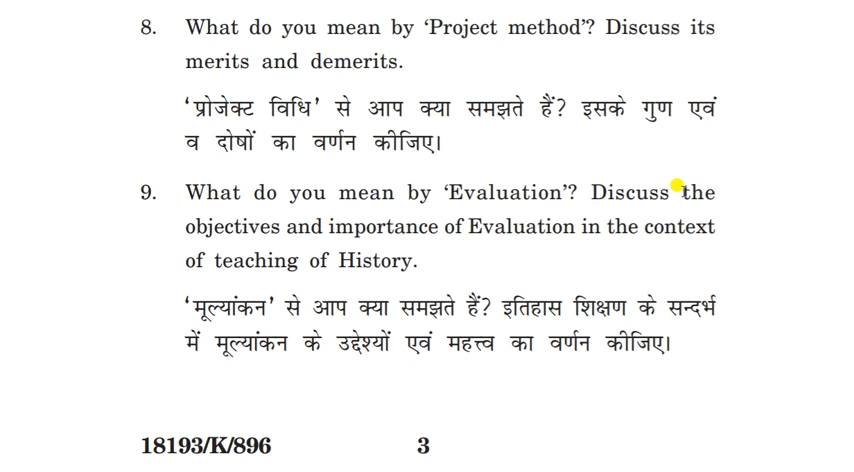 8. What do you mean by ‘Project method’? Discuss its
merits and demerits.
‘प्रोजेक्ट विधि’ से आप क्या समझते हैं? इसके गुण एवं
व दोषों का वर्णन कीजिए।
9. What do you mean by ‘Evaluation’? Discuss the
objectives and importance of Evaluation in the context
of teaching of History.
‘मूल्यांकन’ से आप क्या समझते हैं? इतिहास शिक्षण के सन्दर्भ
में मूल्यांकन के उद्देश्यों एवं महत्त्व का वर्णन कीजिए।
18193/K/896 3